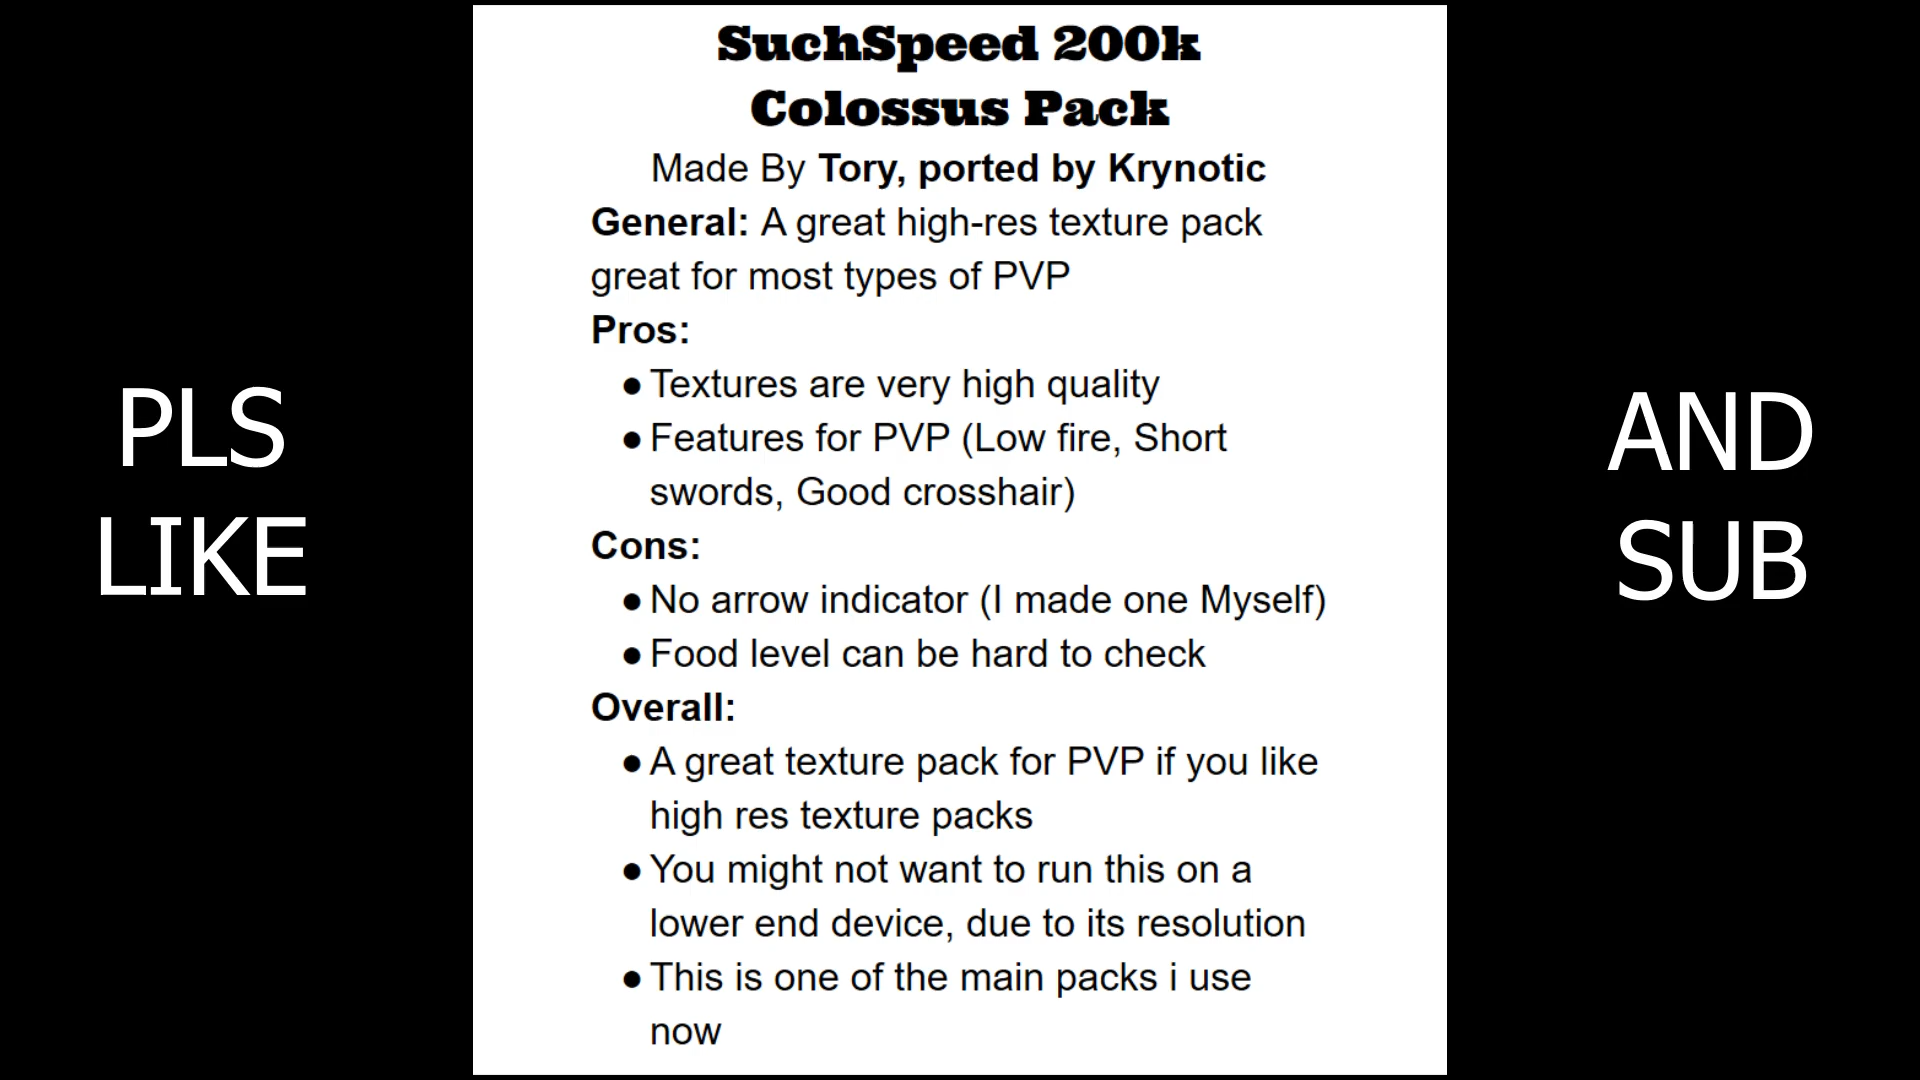 SuchSpeed 200k
Colossus Pack
Made By Tory, ported by Krynotic
General: A great high-res texture pack
great for most types of PVP
Pros:
● Textures are very high quality
● Features for PVP (Low fire, Short
swords, Good crosshair)
Cons:
● No arrow indicator (I made one Myself)
● Food level can be hard to check
Overall:
● A great texture pack for PVP if you like
high res texture packs
● You might not want to run this on a
lower end device, due to its resolution
● This is one of the main packs i use
now
PLS
LIKE
AND
SUB